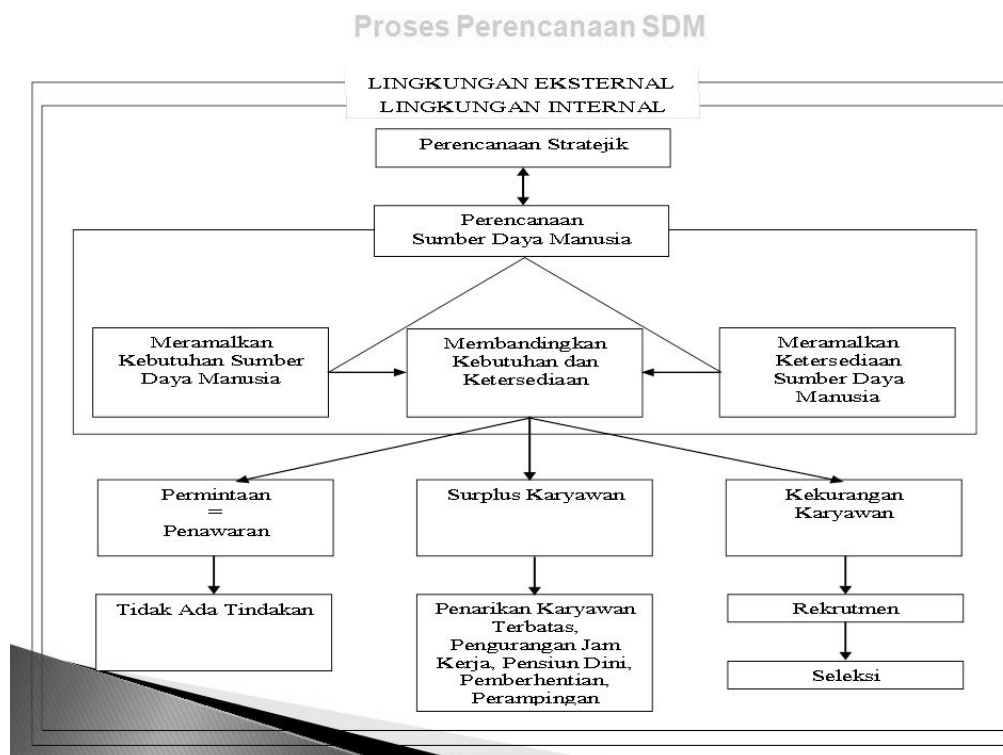 Proses Perencanaan SDM
LINGKUNGAN EKSTERNAL
LINGKUNGAN INTERNAL
Perencanaan Stratejik
Perencanaan
Sumber Daya Manusia
Meramalkan
Kebutuhan Sumber
Daya Manusia
Membandingkan
Kebutuhan dan
Ketersediaan
Meramalkan
Ketersediaan
Sumber Daya
Manusia
Permintaan
=
Penawaran
Surplus Karyawan
Kekurangan
Karyawan
Tidak Ada Tindakan
Penarikan Karyawan
Terbatas,
Pengurangan Jam
Kerja, Pensiun Dini,
Pemberhentian,
Perampingan
Rekrutmen
Seleksi